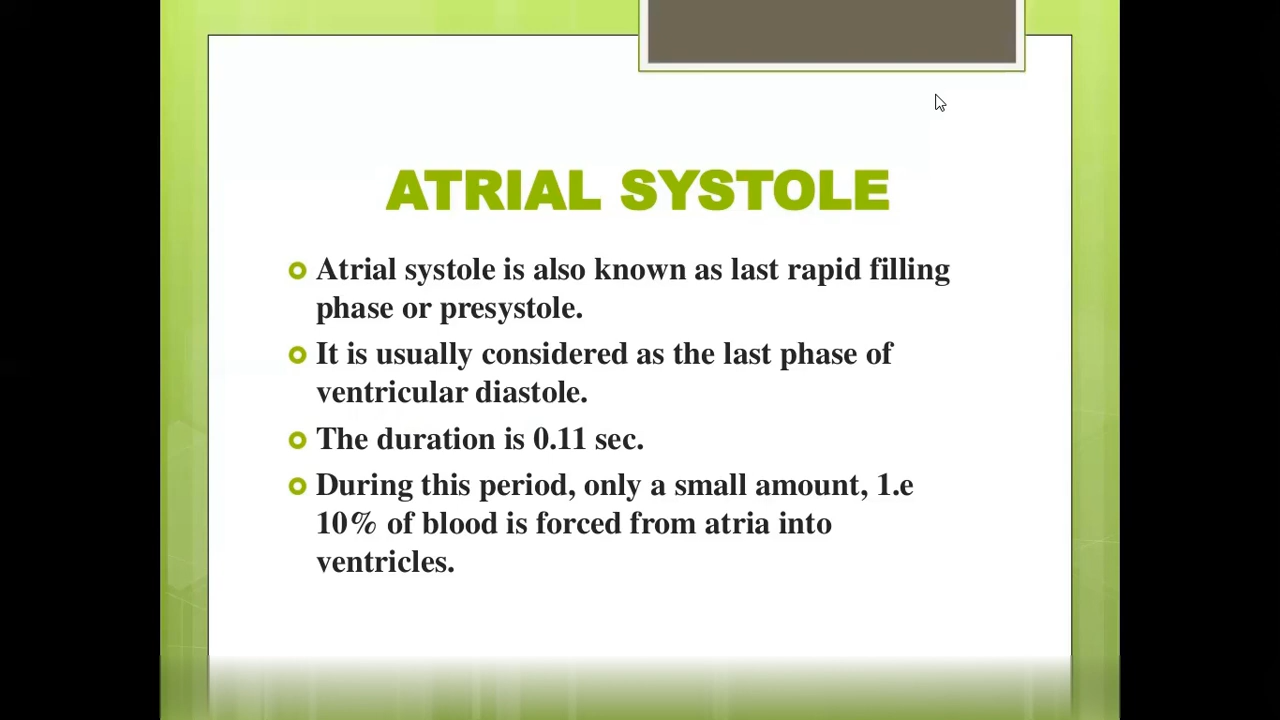 ATRIAL SYSTOLE
Atrial systole is also known as last rapid filling
phase or presystole.
It is usually considered as the last phase of
ventricular diastole.
The duration is 0.11 sec.
During this period, only a small amount, 1.e
10% of blood is forced from atria into
ventricles.